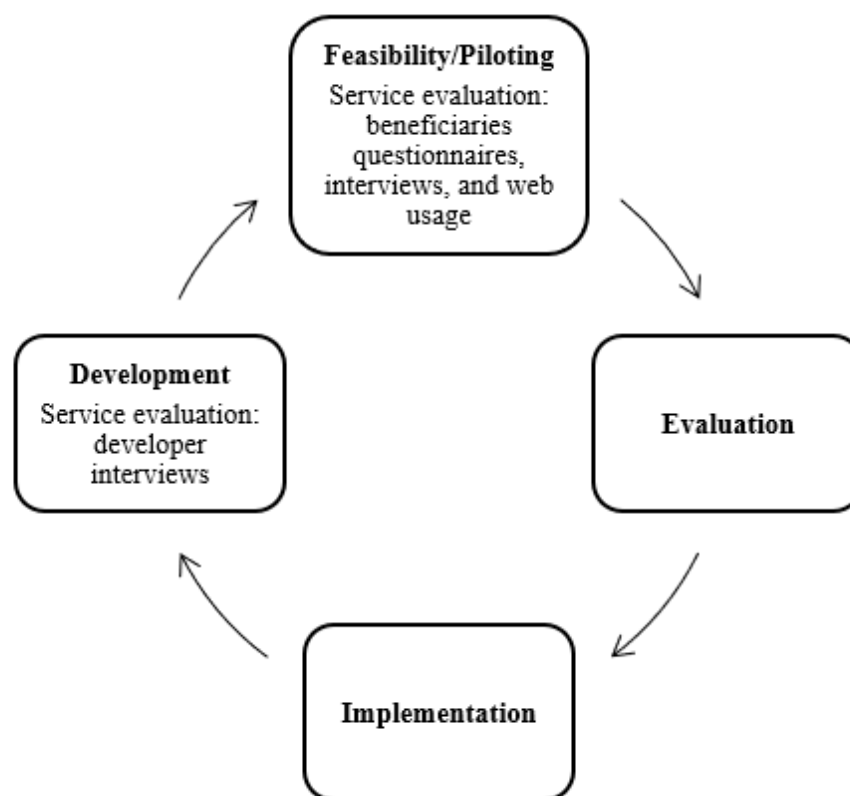 Feasibility/Piloting
Service evaluation:
beneficiaries
questionnaires,
interviews, and web
usage
Development
Service evaluation:
developer
interviews
Evaluation
Implementation